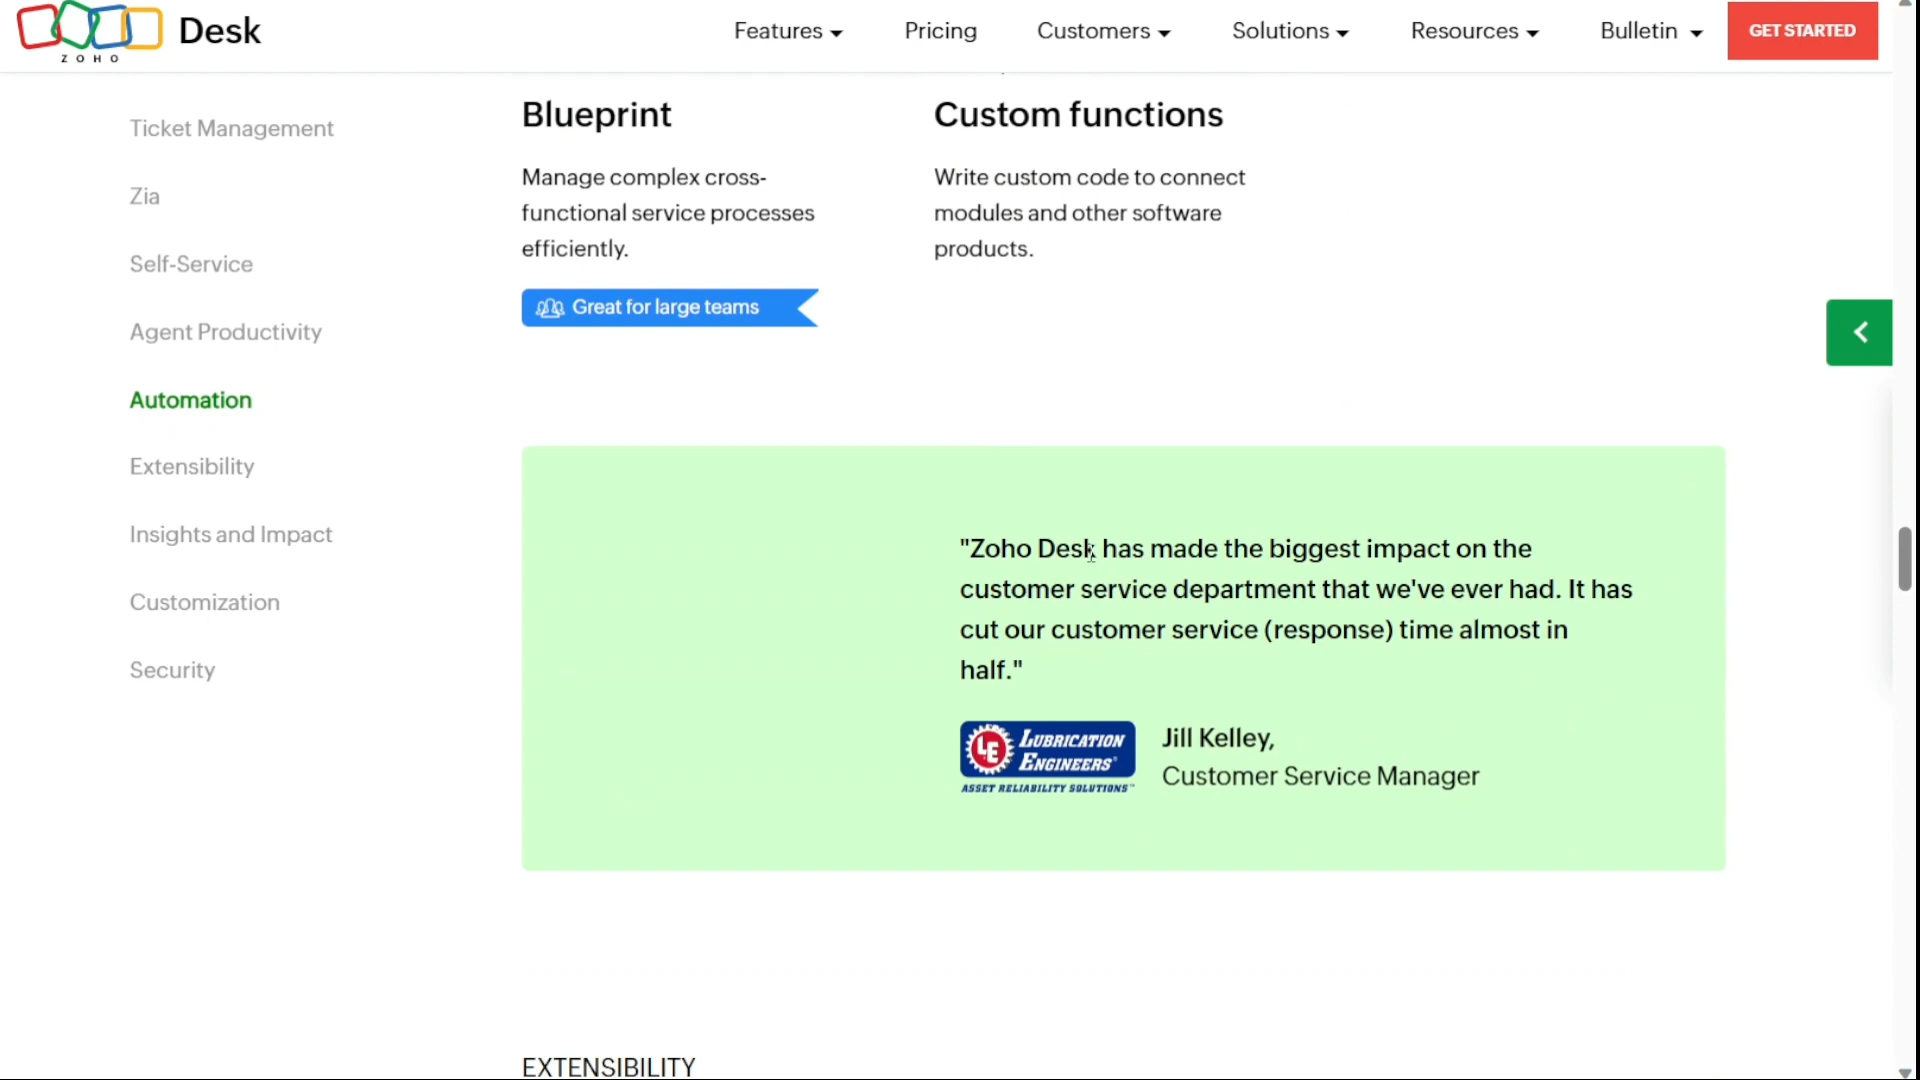 ZOHO
Desk
Features
Pricing
Customers
Solutions
Resources
Bulletin
GET STARTED
Ticket Management
Zia
Self-Service
Agent Productivity
Automation
Extensibility
Insights and Impact
Customization
Security
Blueprint
Manage complex cross-
functional service processes
efficiently.
Great for large teams
Custom functions
Write custom code to connect
modules and other software
products.
"Zoho Desk has made the biggest impact on the
customer service department that we've ever had. It has
cut our customer service (response) time almost in
half."
LE
LUBRICATION
ENGINEERS®
ASSET RELIABILITY SOLUTIONS™
Jill Kelley,
Customer Service Manager
EXTENSIBILITY